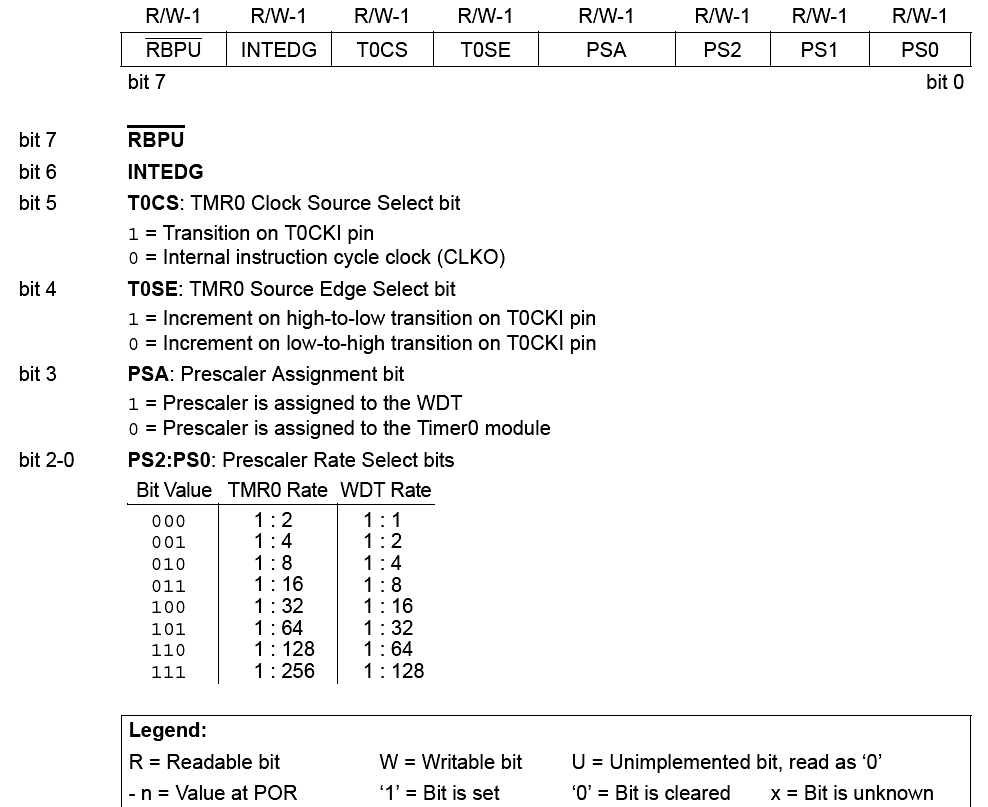 R/W-1 R/W-1 R/W-1 R/W-1 R/W-1 R/W-1 R/W-1 R/W-1
R̅B̅P̅U̅ INTEDG T0CS T0SE PSA PS2 PS1 PS0
bit 7 bit 0
bit 7 R̅B̅P̅U̅
bit 6 INTEDG
bit 5 T0CS: TMR0 Clock Source Select bit
1 = Transition on T0CKI pin
0 = Internal instruction cycle clock (CLKO)
bit 4 T0SE: TMR0 Source Edge Select bit
1 = Increment on high-to-low transition on T0CKI pin
0 = Increment on low-to-high transition on T0CKI pin
bit 3 PSA: Prescaler Assignment bit
1 = Prescaler is assigned to the WDT
0 = Prescaler is assigned to the Timer0 module
bit 2-0 PS2:PS0: Prescaler Rate Select bits
Bit Value TMR0 Rate WDT Rate
000 1 : 2 1 : 1
001 1 : 4 1 : 2
010 1 : 8 1 : 4
011 1 : 16 1 : 8
100 1 : 32 1 : 16
101 1 : 64 1 : 32
110 1 : 128 1 : 64
111 1 : 256 1 : 128
Legend:
R = Readable bit W = Writable bit U = Unimplemented bit, read as ‘0’
- n = Value at POR ‘1’ = Bit is set ‘0’ = Bit is cleared x = Bit is unknown